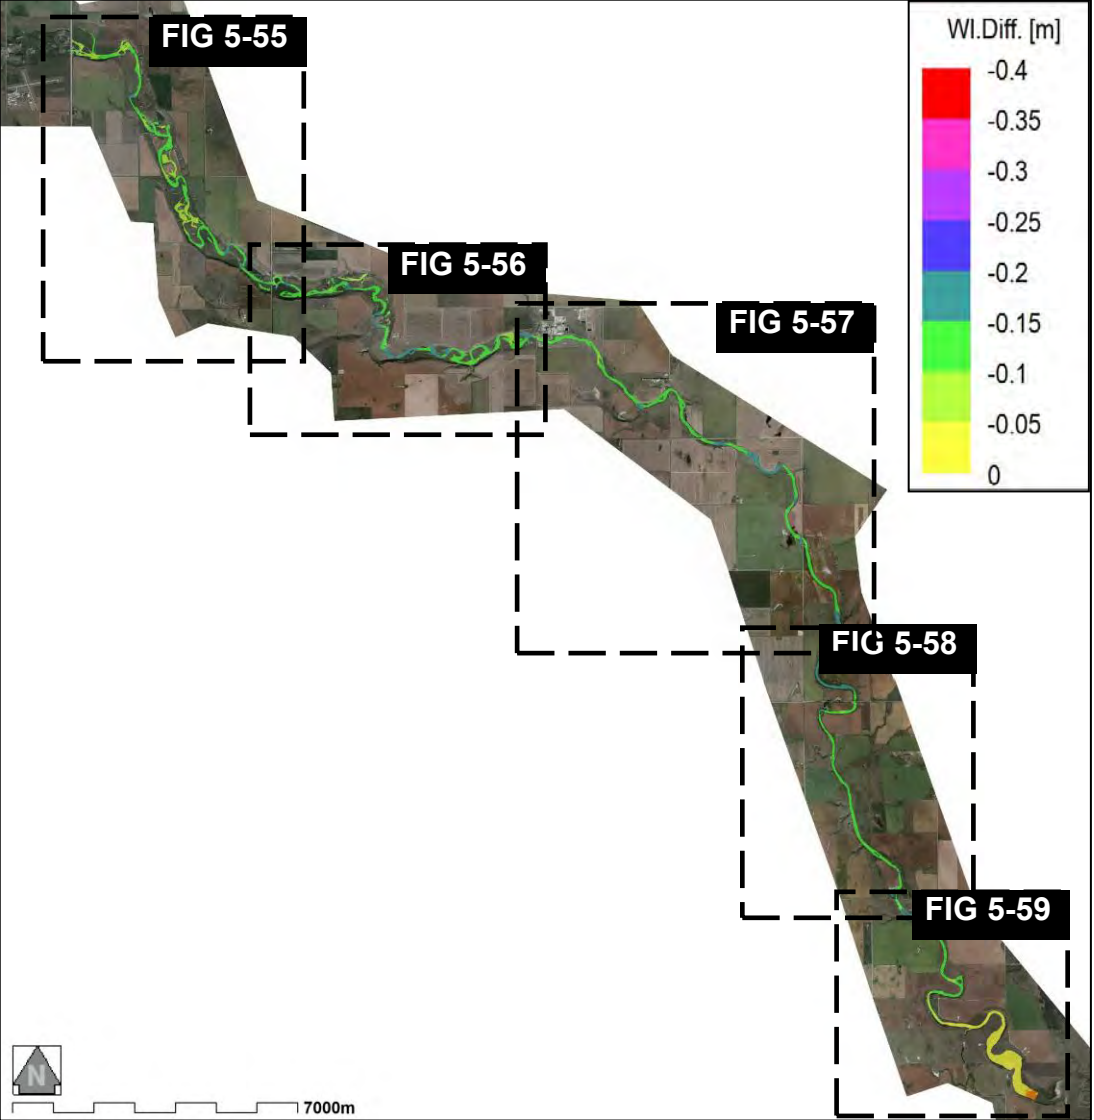 FIG 5-55
Wl.Diff. [m]
-0.4
-0.35
-0.3
-0.25
-0.2
-0.15
-0.1
-0.05
0
FIG 5-56
FIG 5-57
FIG 5-58
FIG 5-59
N
7000m